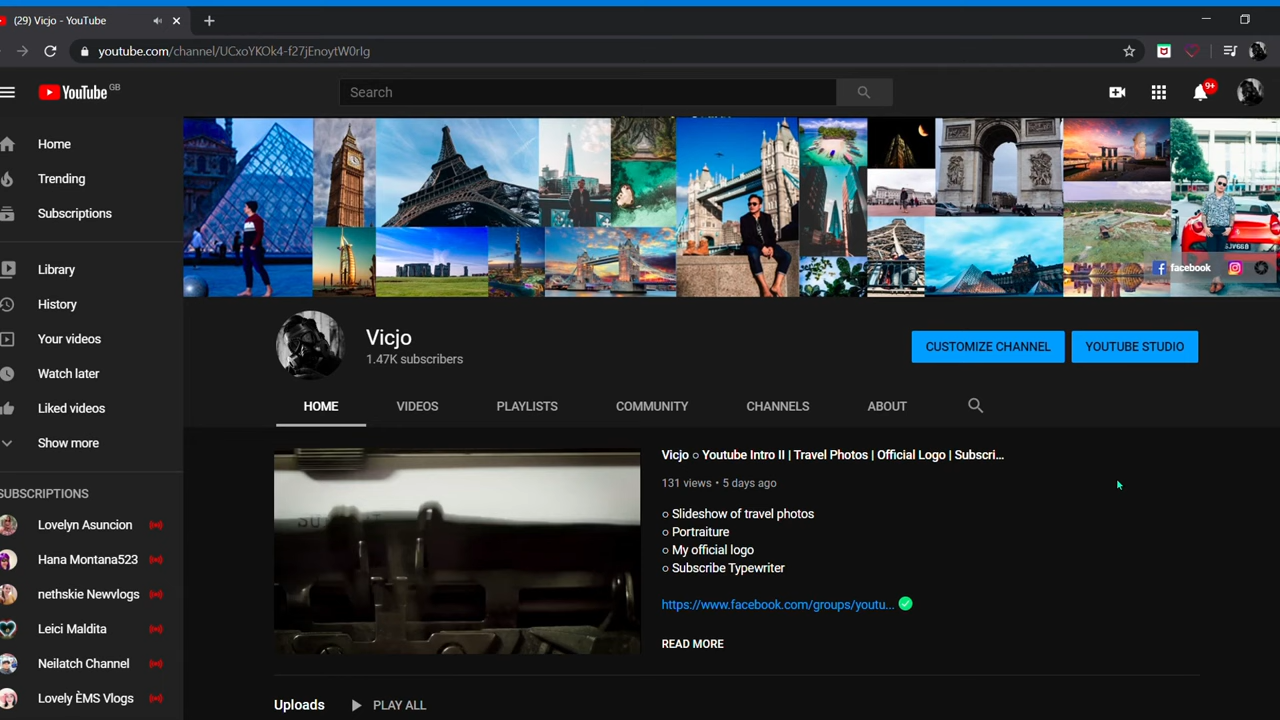 (29) Vicjo - YouTube
youtube.com/channel/UCxoYKOk4-f27jEnoytW0rIg
YouTube GB
Search
9+
Home
Trending
Subscriptions
Library
History
Your videos
Watch later
Liked videos
Show more
SUBSCRIPTIONS
Lovelyn Asuncion
Hana Montana523
nethskie Newvlogs
Leici Maldita
Neilatch Channel
Lovely ÈMS Vlogs
facebook
Vicjo
1.47K subscribers
CUSTOMIZE CHANNEL
YOUTUBE STUDIO
HOME
VIDEOS
PLAYLISTS
COMMUNITY
CHANNELS
ABOUT
Vicjo ○ Youtube Intro II | Travel Photos | Official Logo | Subscri...
131 views • 5 days ago
○ Slideshow of travel photos
○ Portraiture
○ My official logo
○ Subscribe Typewriter
https://www.facebook.com/groups/youtu...
READ MORE
Uploads
PLAY ALL